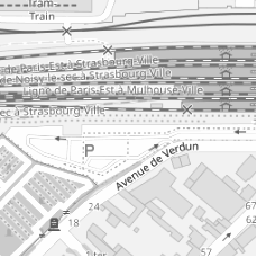 Tram-
Train
de Paris-Est à Strasbourg-Ville
de Noisy-le-sec à Strasbourg-Ville
Ligne de Paris-Est à Mulhouse-Ville
sec à Strasbourg-Ville
P
Avenue de Verdun
67
62
18
57